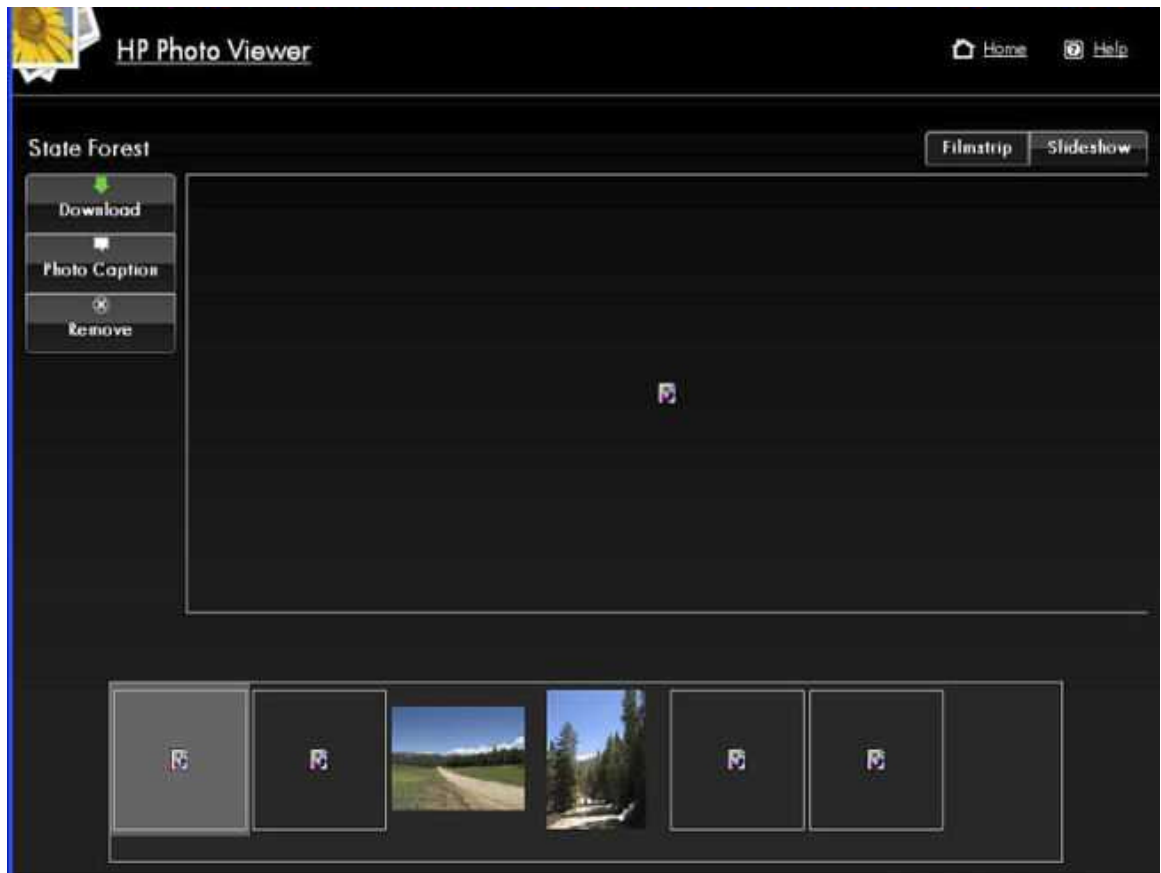 HP Photo Viewer
Home
Help
State Forest
Filmstrip
Slideshow
Download
Photo Caption
Remove